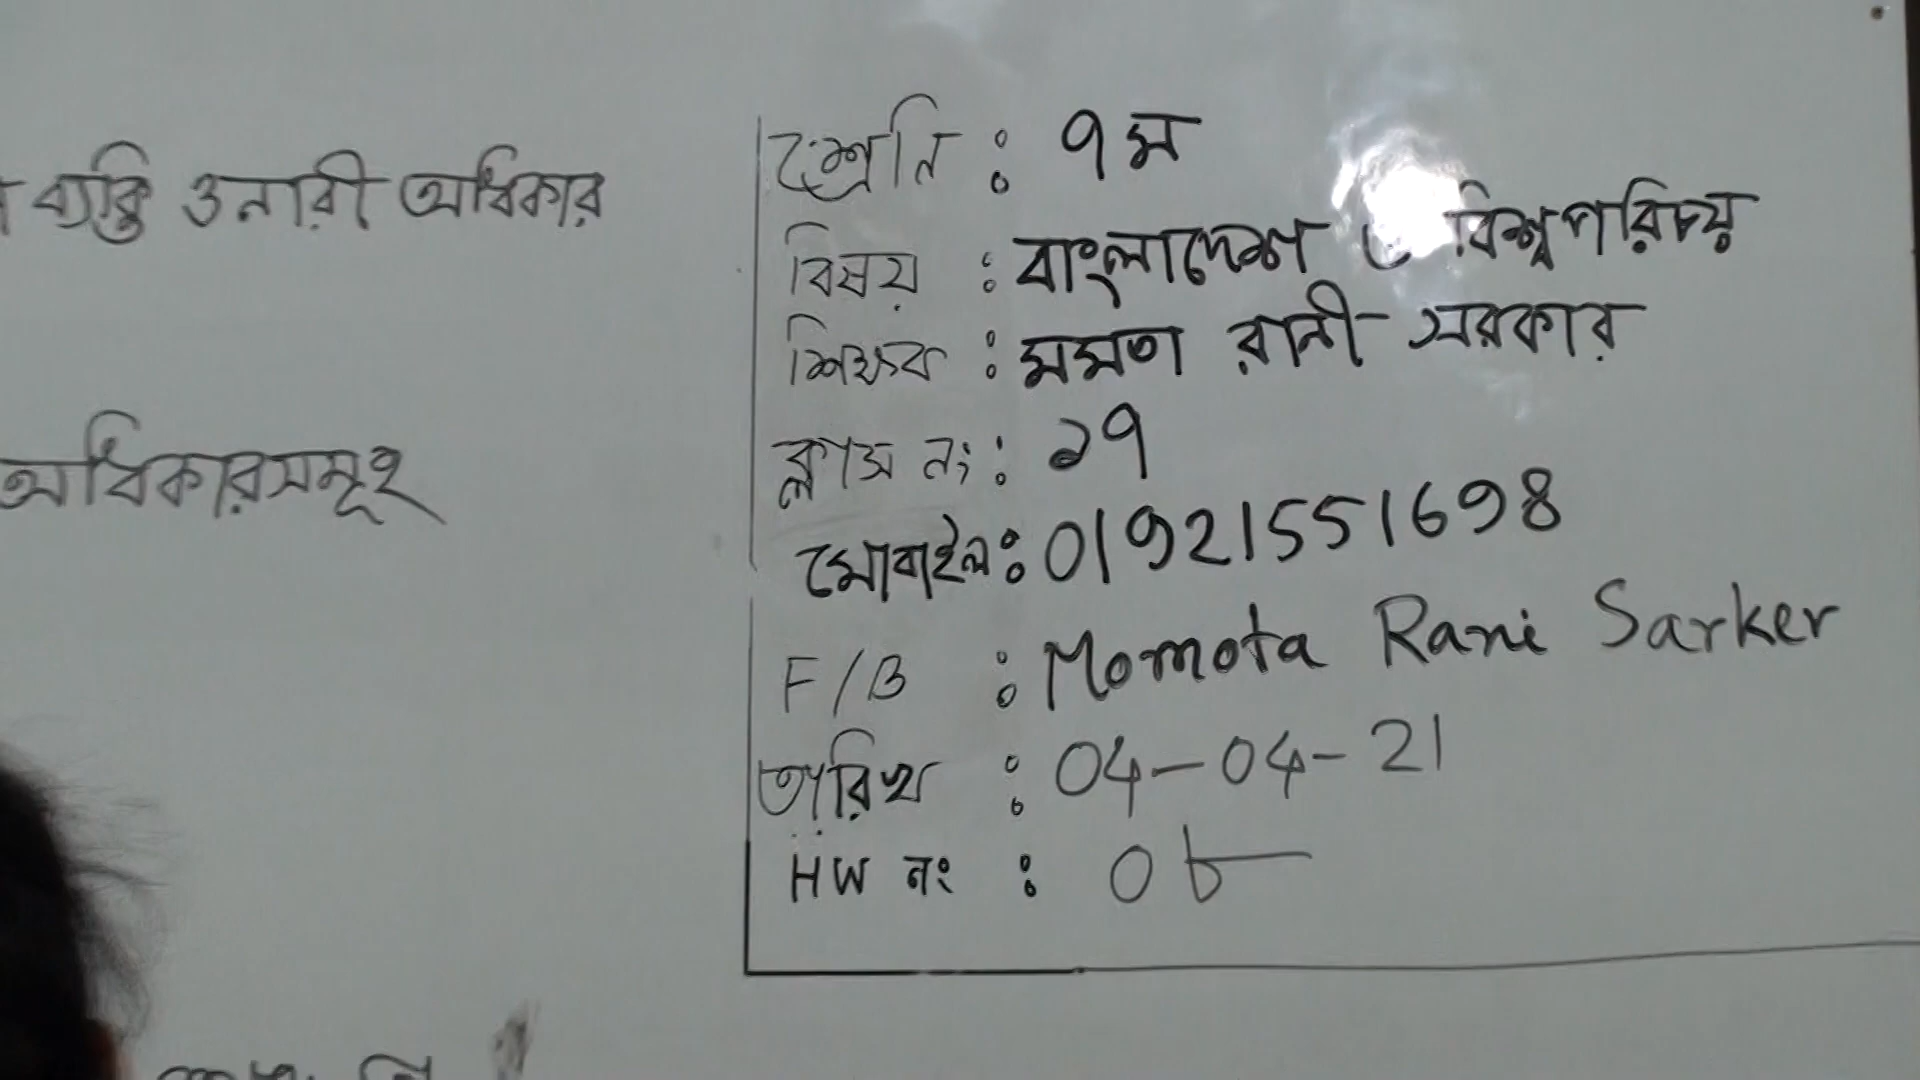 ব্যক্তি ও নারী অধিকার
অধিকারসমূহ
শ্রেনি : ৭ম
বিষয় : বাংলাদেশ ও বিশ্বপরিচয়
শিক্ষক : মমতা রানী সরকার
ক্লাস নং : ১৭
মোবাইল: 01921551698
F/B : Momota Rani Sarker
তারিখ : 04-04-21
HW নং : 0৮